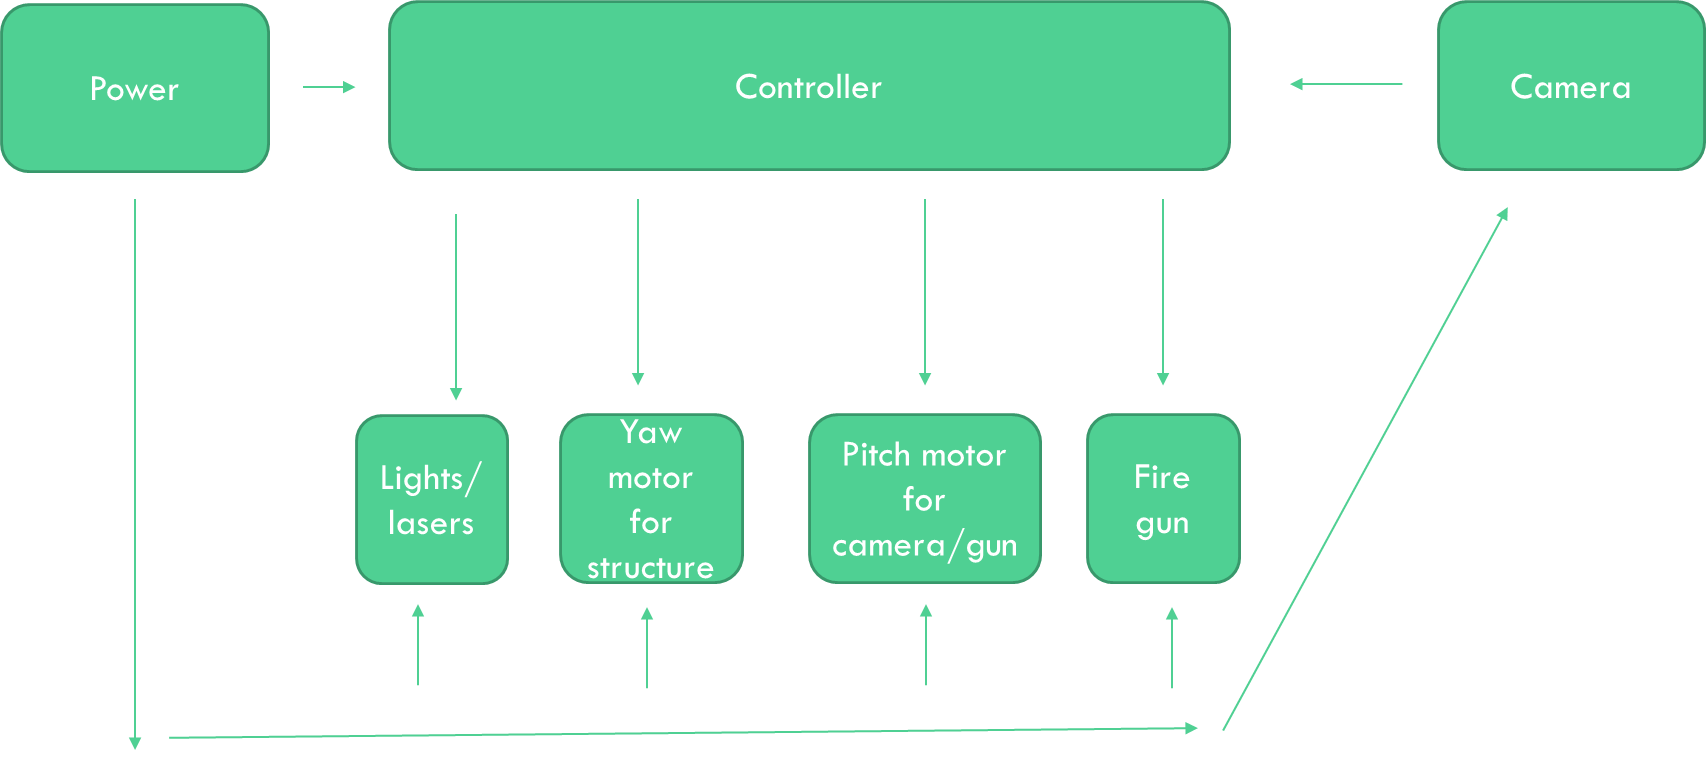 Power
Controller
Camera
Lights/
lasers
Yaw
motor
for
structure
Pitch motor
for
camera/gun
Fire
gun